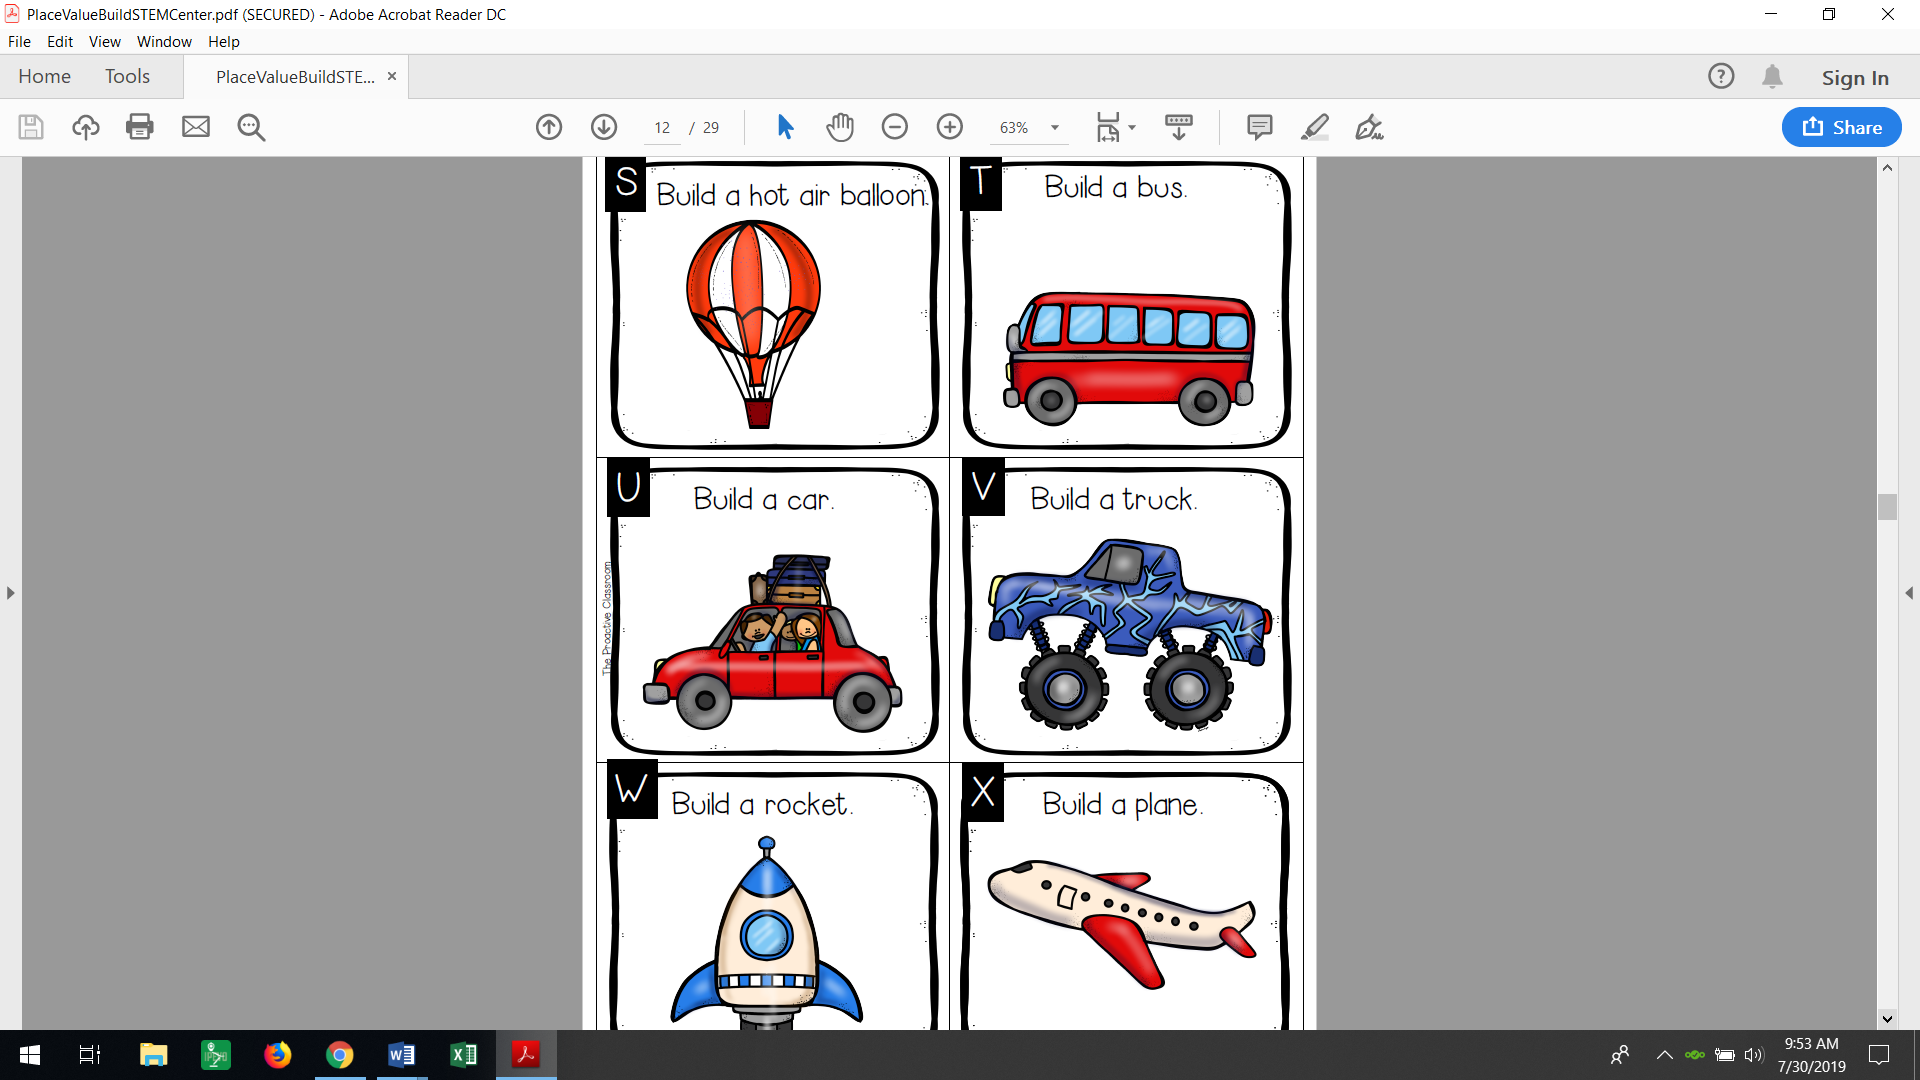 PlaceValueBuildSTEMCenter.pdf (SECURED) - Adobe Acrobat Reader DC
File Edit View Window Help
Home Tools PlaceValueBuildSTE... × Sign In
12 / 29 63% Share
S Build a hot air balloon.
T Build a bus.
U Build a car.
V Build a truck.
The Proactive Classroom
W Build a rocket.
X Build a plane.
9:53 AM
7/30/2019